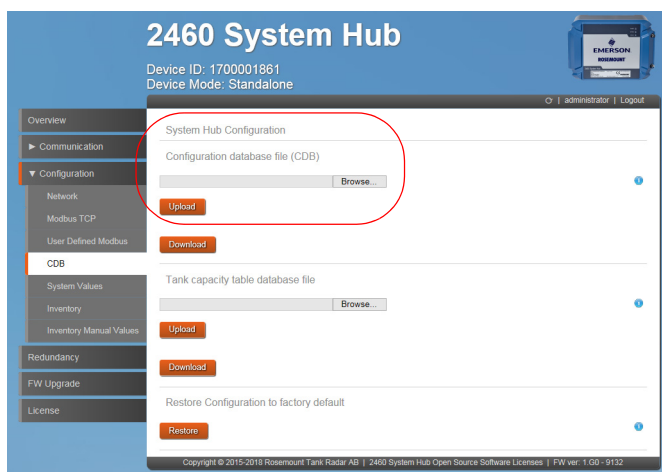 2460 System Hub
EMERSON
ROSEMOUNT
Device ID: 1700001861
Device Mode: Standalone
administrator | Logout
Overview
► Communication
▼ Configuration
Network
Modbus TCP
User Defined Modbus
CDB
System Values
Inventory
Inventory Manual Values
Redundancy
FW Upgrade
License
System Hub Configuration
Configuration database file (CDB)
Browse...
Upload
Download
Tank capacity table database file
Browse...
Upload
Download
Restore Configuration to factory default
Restore
Copyright © 2015-2018 Rosemount Tank Radar AB | 2460 System Hub Open Source Software Licenses | FW ver: 1.G0 - 9132